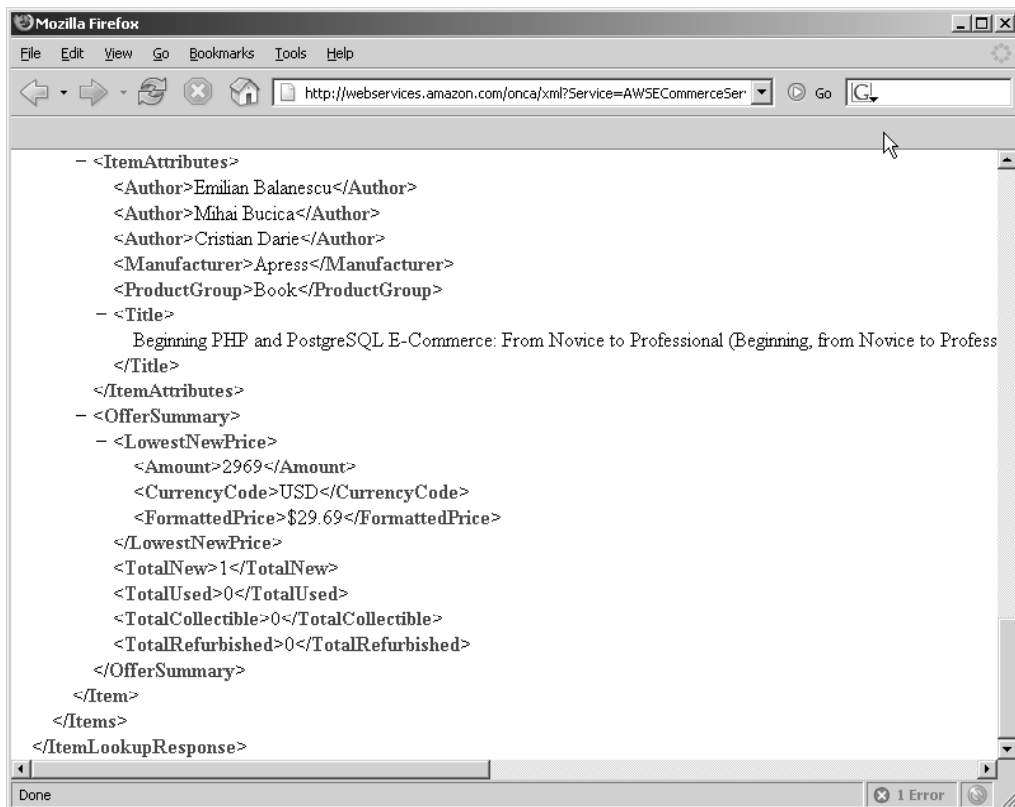 Mozilla Firefox
File Edit View Go Bookmarks Tools Help
http://webservices.amazon.com/onca/xml?Service=AWSECommerceSer Go G
− <ItemAttributes>
<Author>Emilian Balanescu</Author>
<Author>Mihai Bucica</Author>
<Author>Cristian Darie</Author>
<Manufacturer>Apress</Manufacturer>
<ProductGroup>Book</ProductGroup>
− <Title>
Beginning PHP and PostgreSQL E-Commerce: From Novice to Professional (Beginning, from Novice to Profess
</Title>
</ItemAttributes>
− <OfferSummary>
− <LowestNewPrice>
<Amount>2969</Amount>
<CurrencyCode>USD</CurrencyCode>
<FormattedPrice>$29.69</FormattedPrice>
</LowestNewPrice>
<TotalNew>1</TotalNew>
<TotalUsed>0</TotalUsed>
<TotalCollectible>0</TotalCollectible>
<TotalRefurbished>0</TotalRefurbished>
</OfferSummary>
</Item>
</Items>
</ItemLookupResponse>
Done 1 Error